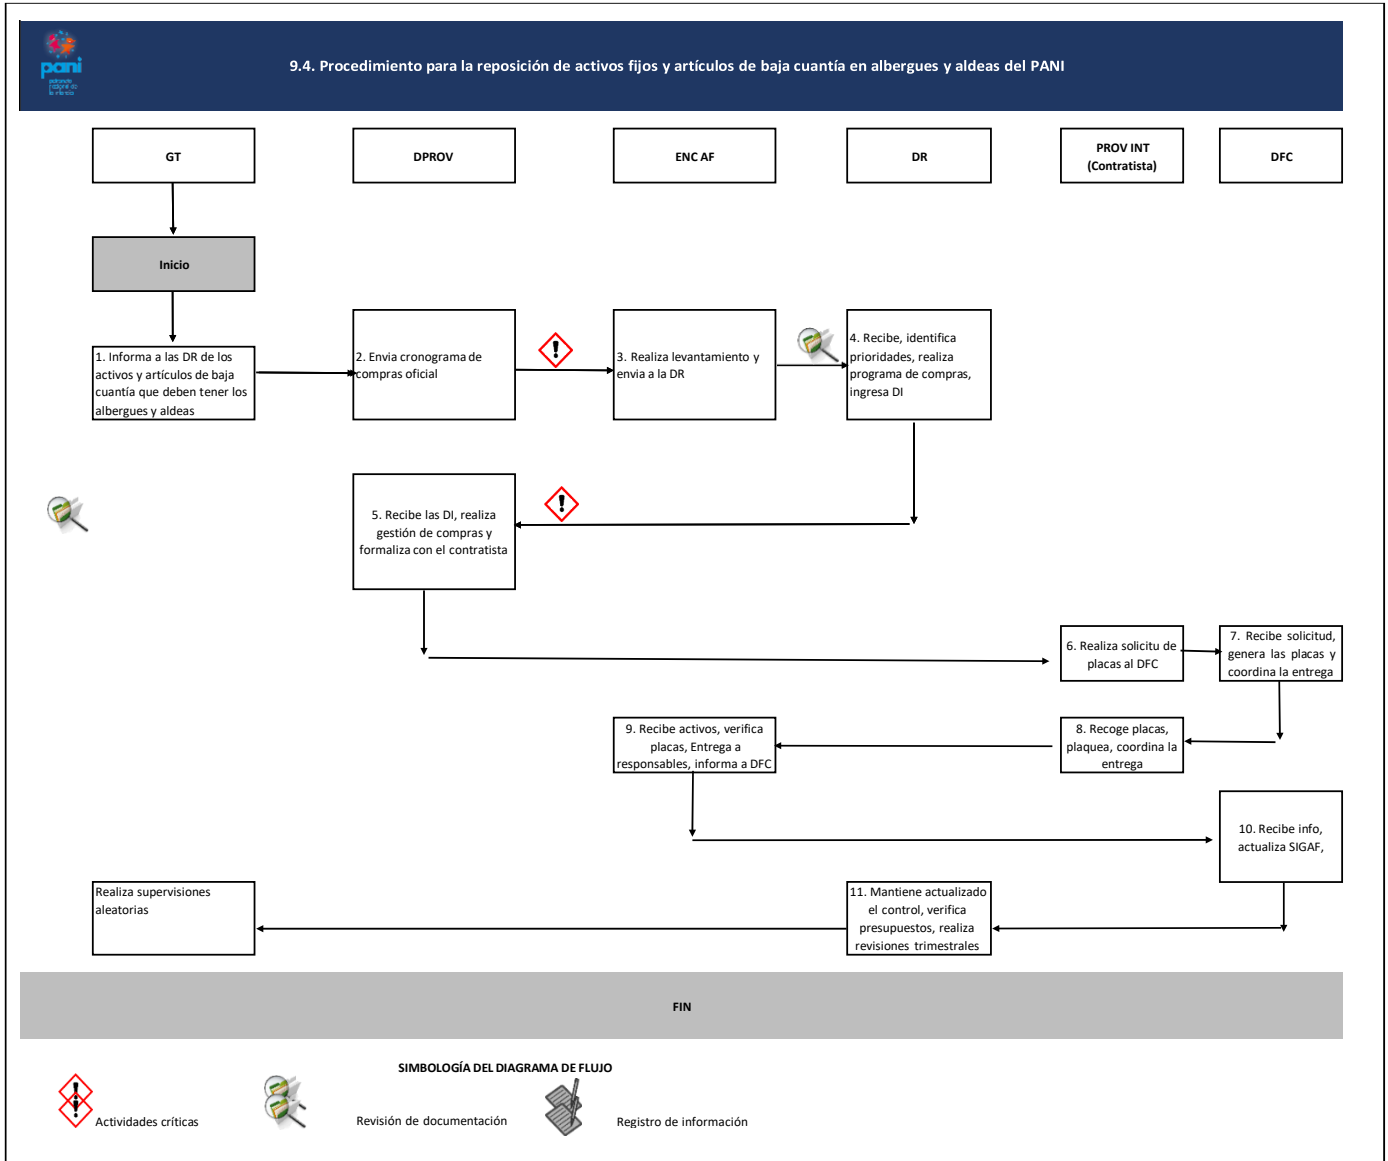 pani
patronato
nacional de
la infancia
9.4. Procedimiento para la reposición de activos fijos y artículos de baja cuantía en albergues y aldeas del PANI
GT
DPROV
ENC AF
DR
PROV INT
(Contratista)
DFC
Inicio
1. Informa a las DR de los
activos y artículos de baja
cuantía que deben tener los
albergues y aldeas
2. Envia cronograma de
compras oficial
3. Realiza levantamiento y
envia a la DR
4. Recibe, identifica
prioridades, realiza
programa de compras,
ingresa DI
5. Recibe las DI, realiza
gestión de compras y
formaliza con el contratista
6. Realiza solicitu de
placas al DFC
7. Recibe solicitud,
genera las placas y
coordina la entrega
9. Recibe activos, verifica
placas, Entrega a
responsables, informa a DFC
8. Recoge placas,
plaquea, coordina la
entrega
10. Recibe info,
actualiza SIGAF,
Realiza supervisiones
aleatorias
11. Mantiene actualizado
el control, verifica
presupuestos, realiza
revisiones trimestrales
FIN
SIMBOLOGÍA DEL DIAGRAMA DE FLUJO
Actividades críticas
Revisión de documentación
Registro de información